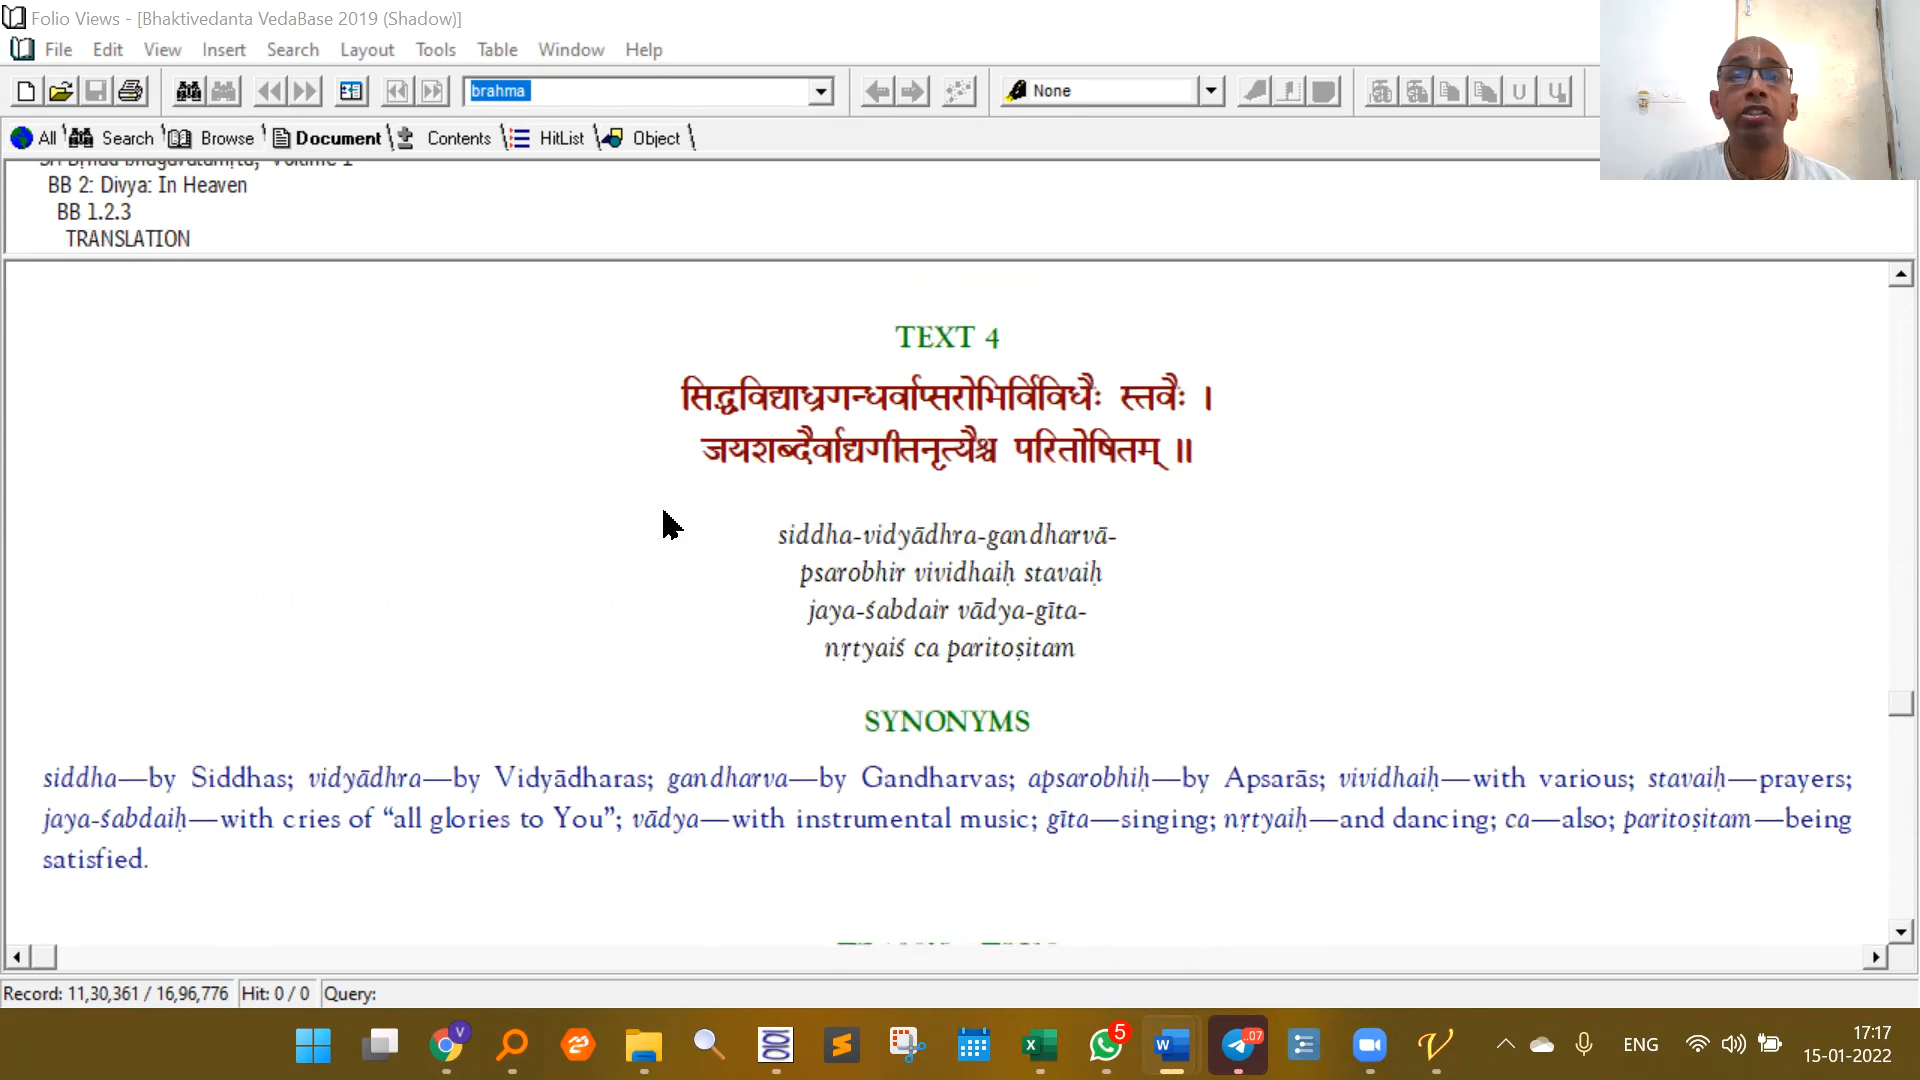 Folio Views - [Bhaktivedanta VedaBase 2019 (Shadow)]
File Edit View Insert Search Layout Tools Table Window Help
brahma
None
All Search Browse Document Contents HitList Object
BB 2: Divya: In Heaven
BB 1.2.3
TRANSLATION
TEXT 4
सिद्धविद्याध्रगन्धर्वाप्सरोभिर्विविधैः स्तवैः ।
जयशब्दैर्वाद्यगीतनृत्यैश्च परितोषितम् ॥
siddha-vidyādhra-gandharvā-
psarobhir vividhaiḥ stavaiḥ
jaya-śabdair vādya-gīta-
nṛtyaiś ca paritoṣitam
SYNONYMS
siddha—by Siddhas; vidyādhra—by Vidyādharas; gandharva—by Gandharvas; apsarobhiḥ—by Apsarās; vividhaiḥ—with various; stavaiḥ—prayers;
jaya-śabdaiḥ—with cries of “all glories to You”; vādya—with instrumental music; gīta—singing; nṛtyaiḥ—and dancing; ca—also; paritoṣitam—being
satisfied.
Record: 11,30,361 / 16,96,776 Hit: 0 / 0 Query:
V
5
.07
ENG
17:17
15-01-2022